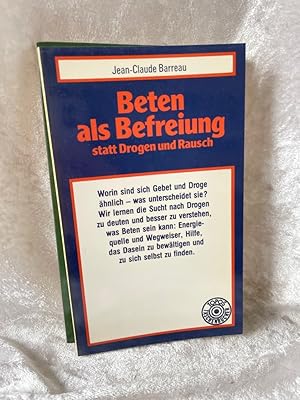 Jean-Claude Barreau
Beten
als Befreiung
statt Drogen und Rausch
Worin sind sich Gebet und Droge
ähnlich – was unterscheidet sie?
Wir lernen die Sucht nach Drogen
zu deuten und besser zu verstehen,
was Beten sein kann: Energie-
quelle und Wegweiser, Hilfe,
das Dasein zu bewältigen und
zu sich selbst zu finden.